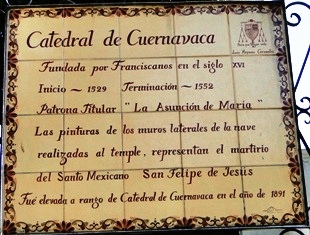 Catedral de Cuernavaca
Fundada por Franciscanos en el siglo XVI
Inicio ~ 1529 Terminación ~ 1552
Patrona Titular " La Asunción de María "
Las pinturas de los muros laterales de la nave
realizadas al temple, representan el martirio
del Santo Mexicano San Felipe de Jesús
Fué elevada a rango de Catedral de Cuernavaca en el año de 1891